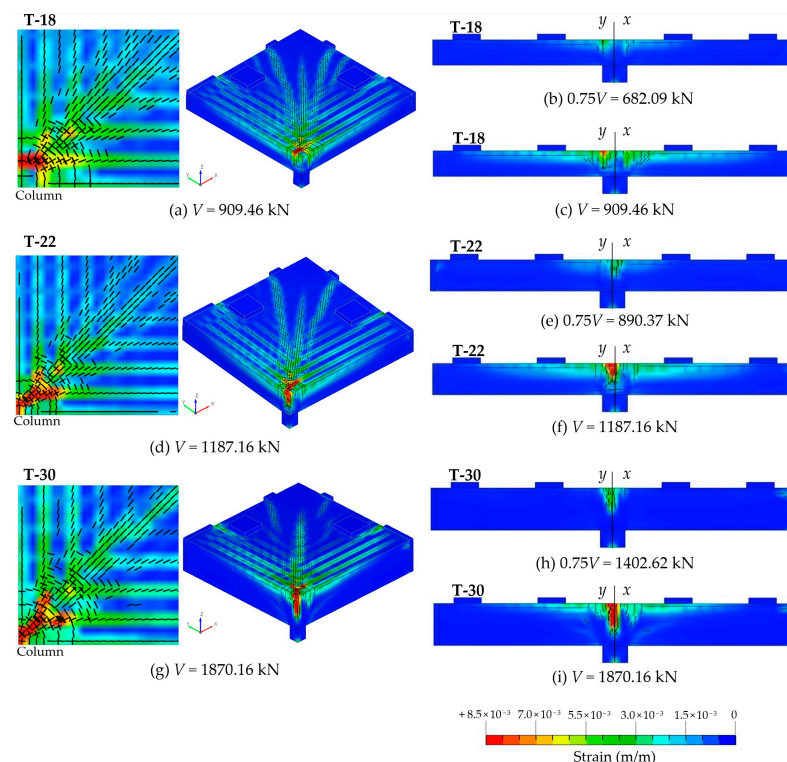 T-18
Column
(a) V = 909.46 kN
T-18
y x
(b) 0.75V = 682.09 kN
T-18
y x
(c) V = 909.46 kN
T-22
Column
(d) V = 1187.16 kN
T-22
y x
(e) 0.75V = 890.37 kN
T-22
y x
(f) V = 1187.16 kN
T-30
Column
(g) V = 1870.16 kN
T-30
y x
(h) 0.75V = 1402.62 kN
T-30
y x
(i) V = 1870.16 kN
+8.5×10⁻³ 7.0×10⁻³ 5.5×10⁻³ 3.0×10⁻³ 1.5×10⁻³ 0
Strain (m/m)